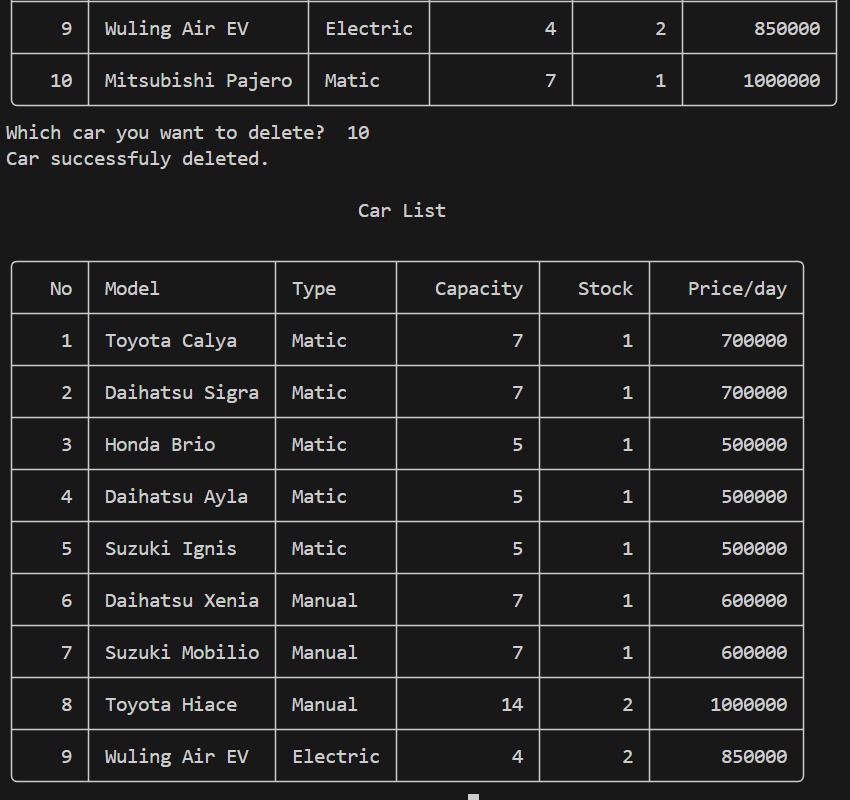 9 Wuling Air EV Electric 4 2 850000
10 Mitsubishi Pajero Matic 7 1 1000000
Which car you want to delete? 10
Car successfuly deleted.
Car List
No Model Type Capacity Stock Price/day
1 Toyota Calya Matic 7 1 700000
2 Daihatsu Sigra Matic 7 1 700000
3 Honda Brio Matic 5 1 500000
4 Daihatsu Ayla Matic 5 1 500000
5 Suzuki Ignis Matic 5 1 500000
6 Daihatsu Xenia Manual 7 1 600000
7 Suzuki Mobilio Manual 7 1 600000
8 Toyota Hiace Manual 14 2 1000000
9 Wuling Air EV Electric 4 2 850000